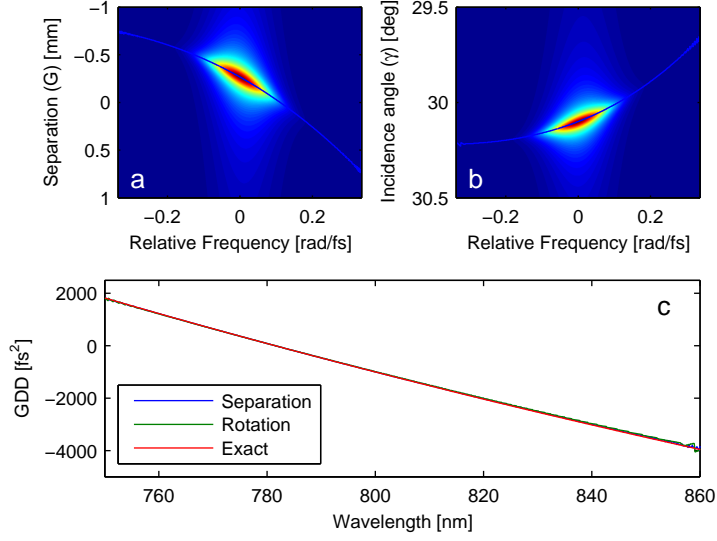 −1
−0.5
0
0.5
1
Separation (G) [mm]
a
−0.2
0
0.2
Relative Frequency [rad/fs]
29.5
30
30.5
Incidence angle (γ) [deg]
b
−0.2
0
0.2
Relative Frequency [rad/fs]
2000
0
−2000
−4000
GDD [fs²]
c
Separation
Rotation
Exact
760
780
800
820
840
860
Wavelength [nm]